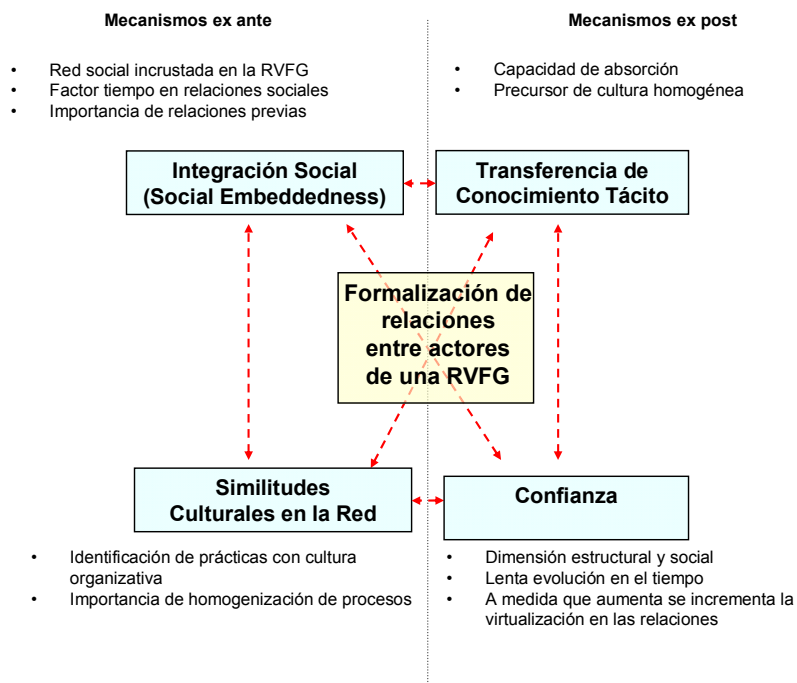 Mecanismos ex ante
Mecanismos ex post
• Red social incrustada en la RVFG
• Factor tiempo en relaciones sociales
• Importancia de relaciones previas
• Capacidad de absorción
• Precursor de cultura homogénea
Integración Social
(Social Embeddedness)
Transferencia de
Conocimiento Tácito
Formalización de
relaciones
entre actores
de una RVFG
Similitudes
Culturales en la Red
Confianza
• Identificación de prácticas con cultura
organizativa
• Importancia de homogenización de procesos
• Dimensión estructural y social
• Lenta evolución en el tiempo
• A medida que aumenta se incrementa la
virtualización en las relaciones